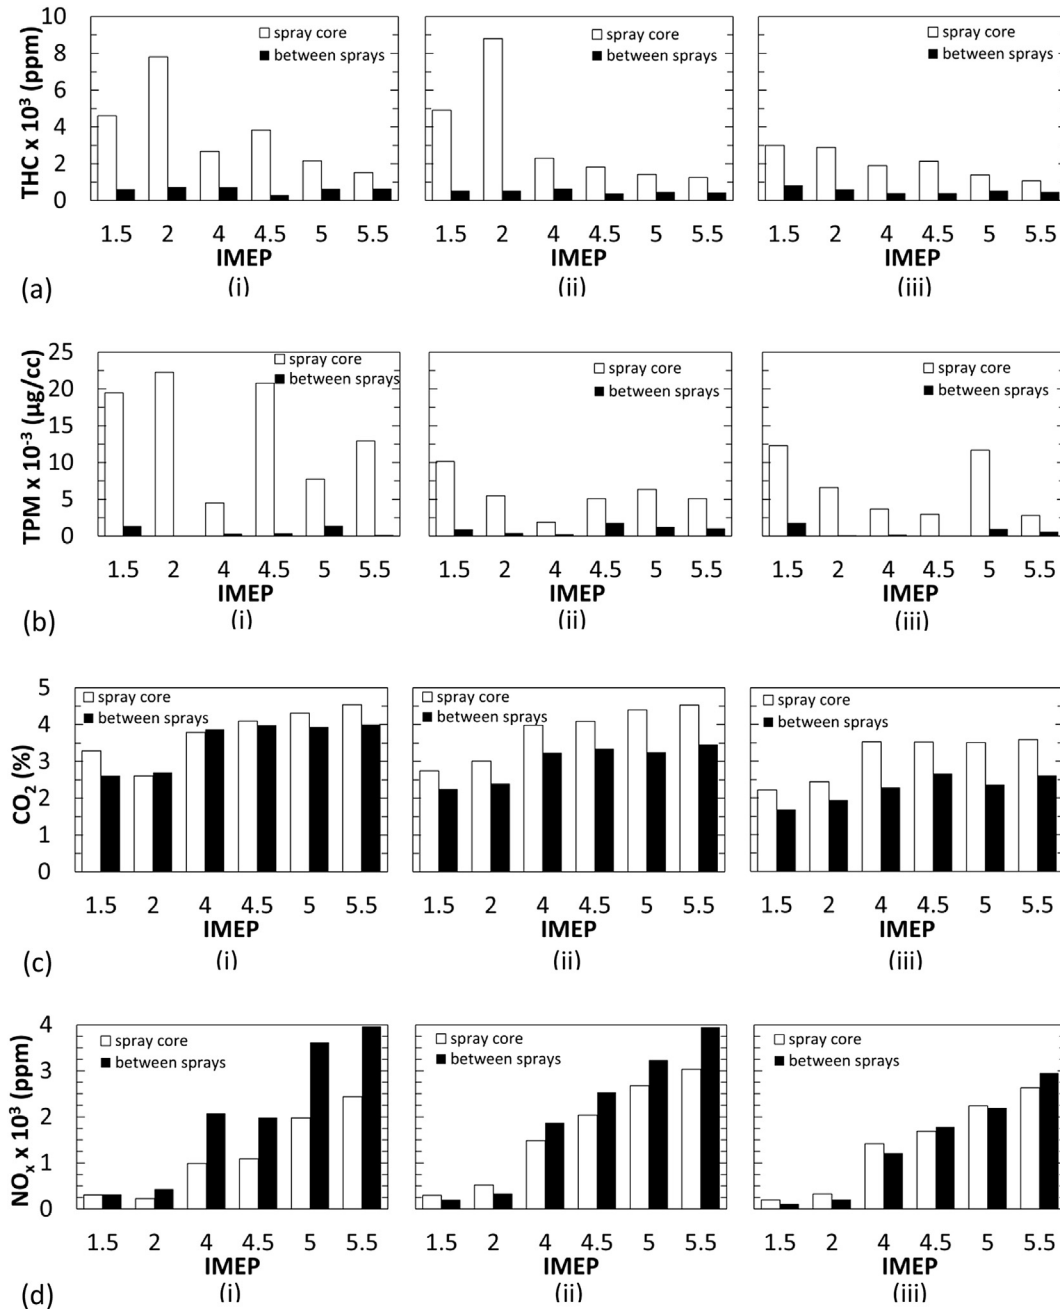 THC x 10³ (ppm)
10
8
6
4
2
0
spray core
between sprays
1.5 2 4 4.5 5 5.5
IMEP
(i)
spray core
between sprays
1.5 2 4 4.5 5 5.5
IMEP
(ii)
spray core
between sprays
1.5 2 4 4.5 5 5.5
IMEP
(iii)
(a)
TPM x 10⁻³ (µg/cc)
25
20
15
10
5
0
spray core
between sprays
1.5 2 4 4.5 5 5.5
IMEP
(i)
spray core
between sprays
1.5 2 4 4.5 5 5.5
IMEP
(ii)
spray core
between sprays
1.5 2 4 4.5 5 5.5
IMEP
(iii)
(b)
CO₂ (%)
5
4
3
2
1
0
spray core
between sprays
1.5 2 4 4.5 5 5.5
IMEP
(i)
spray core
between sprays
1.5 2 4 4.5 5 5.5
IMEP
(ii)
spray core
between sprays
1.5 2 4 4.5 5 5.5
IMEP
(iii)
(c)
NOₓ x 10³ (ppm)
4
3
2
1
0
spray core
between sprays
1.5 2 4 4.5 5 5.5
IMEP
(i)
spray core
between sprays
1.5 2 4 4.5 5 5.5
IMEP
(ii)
spray core
between sprays
1.5 2 4 4.5 5 5.5
IMEP
(iii)
(d)